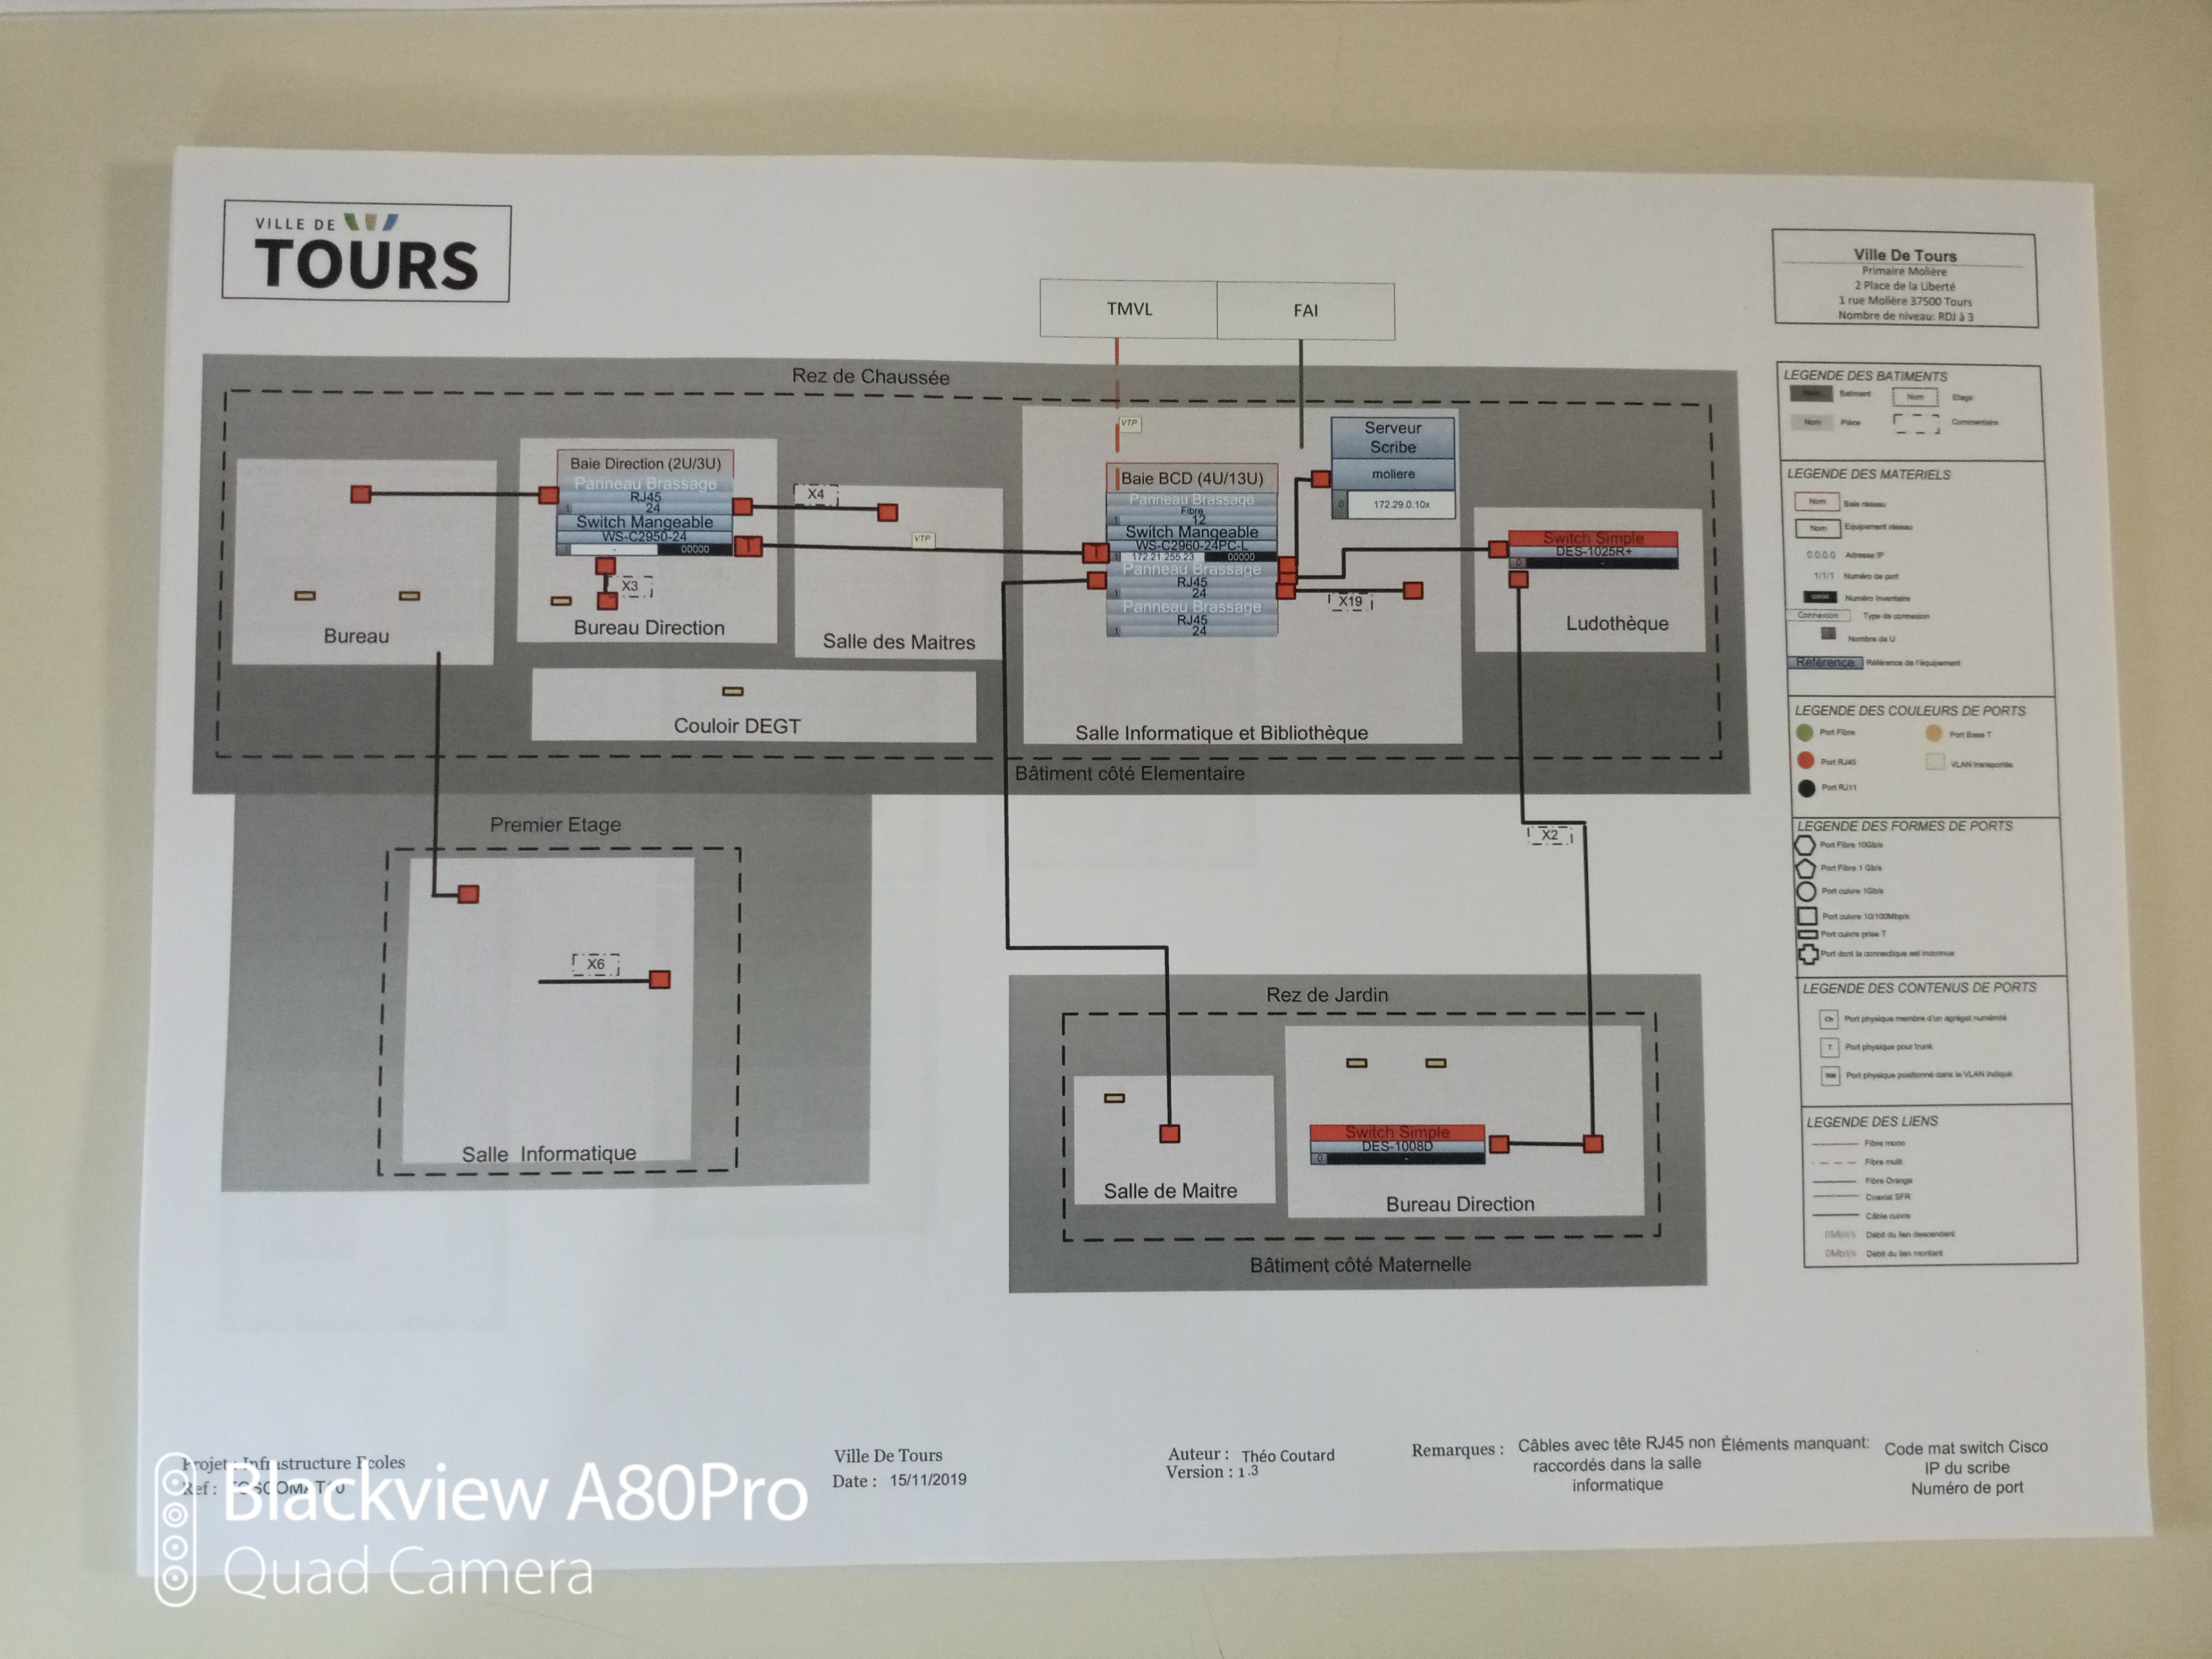 VILLE DE
TOURS
TMVL
FAI
Ville De Tours
Primaire Molière
2 Place de la Liberté
1 rue Molière 37500 Tours
Nombre de niveau: RDJ à 3
Rez de Chaussée
VTP
Serveur
Scribe
moliere
0
172.29.0.10x
Baie Direction (2U/3U)
Panneau Brassage
RJ45
1
24
Switch Mangeable
WS-C2950-24
1
-
00000
X4
VTP
X3
Baie BCD (4U/13U)
Panneau Brassage
Fibre
1
12
Switch Mangeable
WS-C2960-24PC-L
1
172.21.255.23
00000
Panneau Brassage
RJ45
1
24
Panneau Brassage
RJ45
1
24
T
T
X19
Switch Simple
DES-1025R+
0
-
Bureau
Bureau Direction
Salle des Maitres
Ludothèque
Couloir DEGT
Salle Informatique et Bibliothèque
Bâtiment côté Elementaire
Premier Etage
X2
X6
Salle Informatique
Rez de Jardin
Switch Simple
DES-1008D
0
-
Salle de Maitre
Bureau Direction
Bâtiment côté Maternelle
LEGENDE DES BATIMENTS
Nom
Batiment
Nom
Etage
Nom
Pièce
Commentaire
LEGENDE DES MATERIELS
Nom
Baie réseau
Nom
Equipement réseau
0.0.0.0
Adresse IP
1/1/1
Numéro de port
00000
Numéro Inventaire
Connexion
Type de connexion
Nombre de U
Référence
Référence de l'équipement
LEGENDE DES COULEURS DE PORTS
Port Fibre
Port Base T
Port RJ45
VLAN transportés
Port RJ11
LEGENDE DES FORMES DE PORTS
Port Fibre 10Gb/s
Port Fibre 1 Gb/s
Port cuivre 1Gb/s
Port cuivre 10/100Mbp/s
Port cuivre prise T
Port dont la connectique est inconnue
LEGENDE DES CONTENUS DE PORTS
Ch
Port physique membre d'un agrégat numéroté
T
Port physique pour trunk
Port physique positionné dans le VLAN indiqué
LEGENDE DES LIENS
Fibre mono
Fibre multi
Fibre Orange
Coaxial SFR
Câble cuivre
0Mbit/s
Débit du lien descendant
0Mbit/s
Débit du lien montant
Projet : Infrastructure Ecoles
Ref :
Ville De Tours
Date : 15/11/2019
Auteur : Théo Coutard
Version : 1.3
Remarques : Câbles avec tête RJ45 non
raccordés dans la salle
informatique
Éléments manquant:
Code mat switch Cisco
IP du scribe
Numéro de port
Blackview A80Pro
Quad Camera